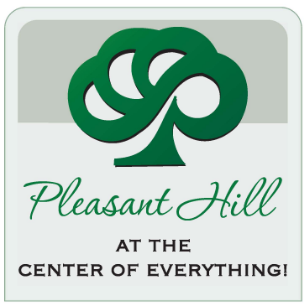 Pleasant Hill
AT THE
CENTER OF EVERYTHING!